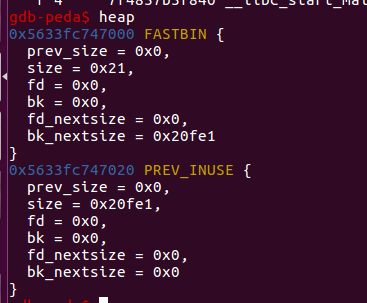 gdb-peda$ heap
0x5633fc747000 FASTBIN {
  prev_size = 0x0,
  size = 0x21,
  fd = 0x0,
  bk = 0x0,
  fd_nextsize = 0x0,
  bk_nextsize = 0x20fe1
}
0x5633fc747020 PREV_INUSE {
  prev_size = 0x0,
  size = 0x20fe1,
  fd = 0x0,
  bk = 0x0,
  fd_nextsize = 0x0,
  bk_nextsize = 0x0
}